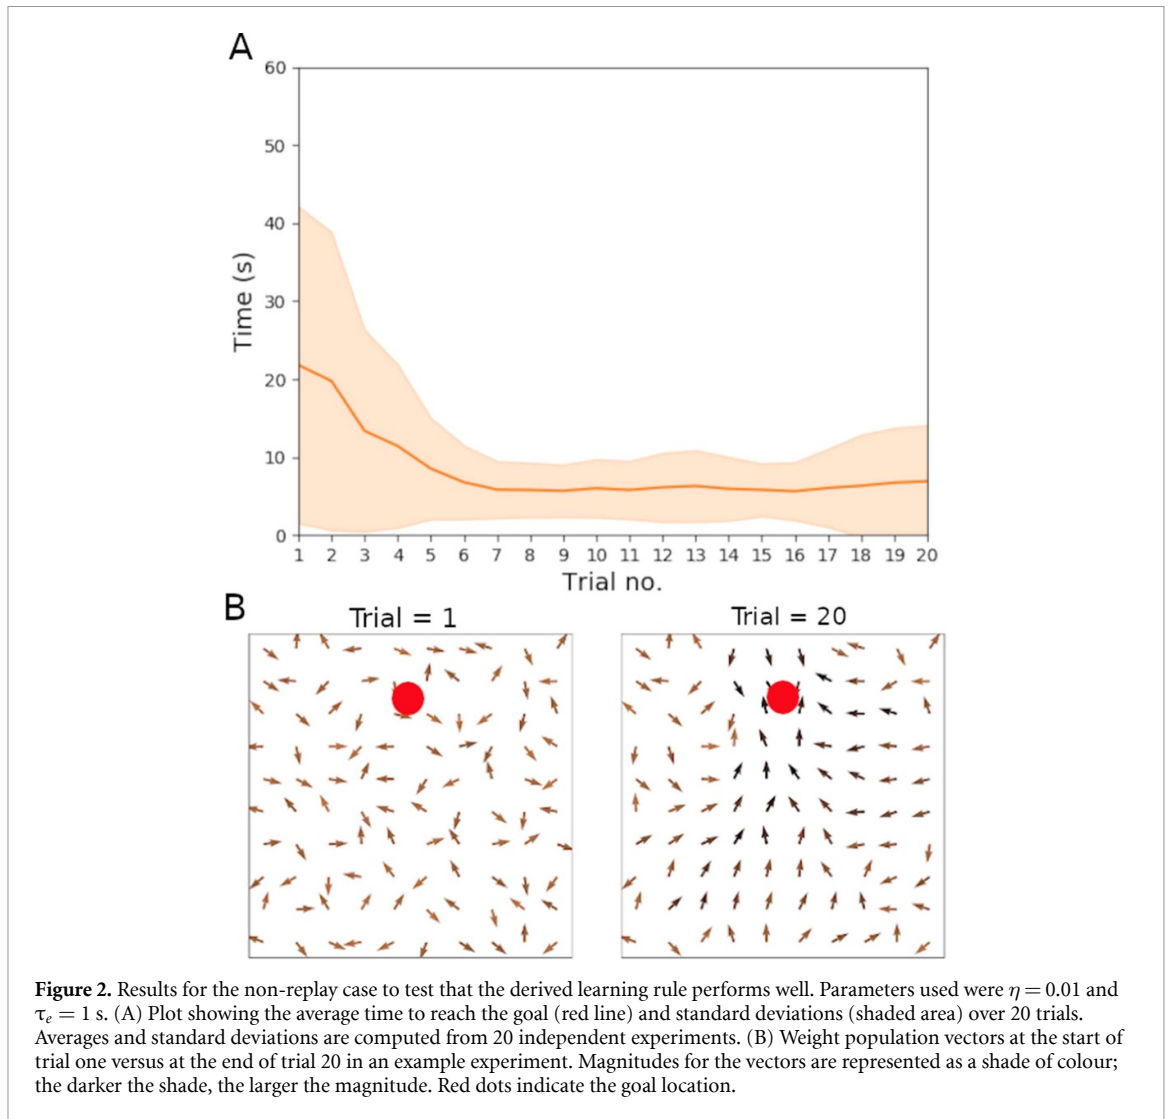 A
60
50
40
30
20
10
0
Time (s)
1 2 3 4 5 6 7 8 9 10 11 12 13 14 15 16 17 18 19 20
Trial no.
B
Trial = 1
Trial = 20
Figure 2. Results for the non-replay case to test that the derived learning rule performs well. Parameters used were η = 0.01 and
τe = 1 s. (A) Plot showing the average time to reach the goal (red line) and standard deviations (shaded area) over 20 trials.
Averages and standard deviations are computed from 20 independent experiments. (B) Weight population vectors at the start of
trial one versus at the end of trial 20 in an example experiment. Magnitudes for the vectors are represented as a shade of colour;
the darker the shade, the larger the magnitude. Red dots indicate the goal location.